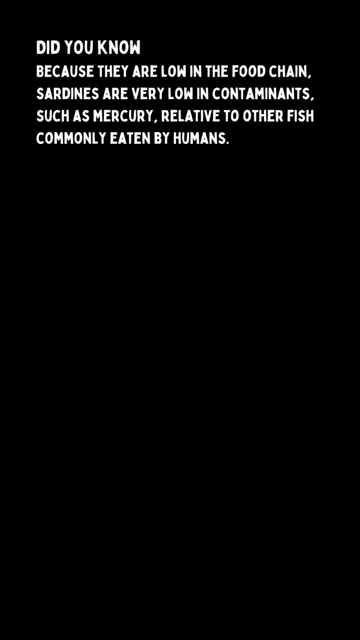 DID YOU KNOW
BECAUSE THEY ARE LOW IN THE FOOD CHAIN,
SARDINES ARE VERY LOW IN CONTAMINANTS,
SUCH AS MERCURY, RELATIVE TO OTHER FISH
COMMONLY EATEN BY HUMANS.